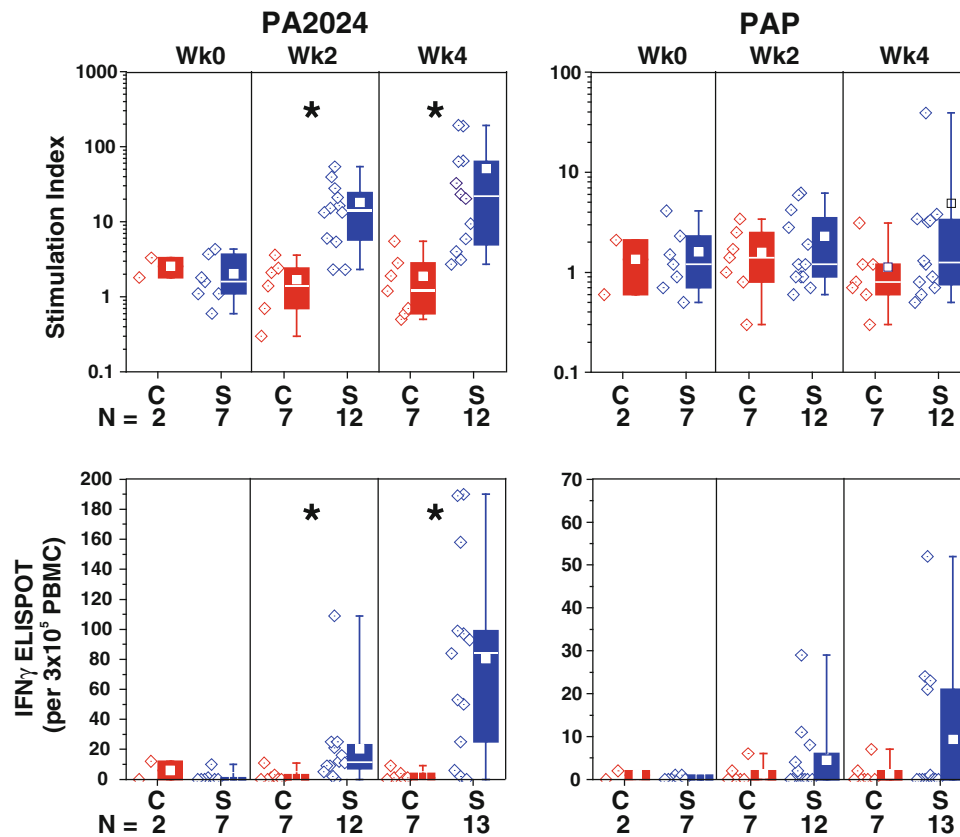 PA2024 PAP
Wk0 Wk2 Wk4 Wk0 Wk2 Wk4
1000 100
* *
100
10
10
1
1
0.1 0.1
Stimulation Index
C S C S C S C S C S C S
N = 2 7 7 12 7 12 2 7 7 12 7 12
200 70
180 * * 60
160
140 50
120 40
100
80 30
60 20
40
20 10
0 0
IFNγ ELISPOT
(per 3x10⁵ PBMC)
C S C S C S C S C S C S
N = 2 7 7 12 7 13 2 7 7 12 7 13